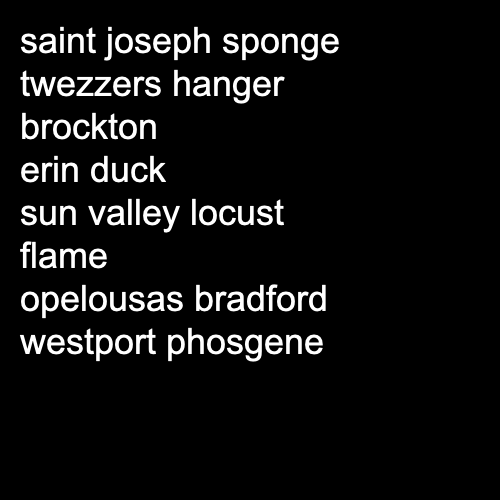 saint joseph sponge
twezzers hanger
brockton
erin duck
sun valley locust
flame
opelousas bradford
westport phosgene